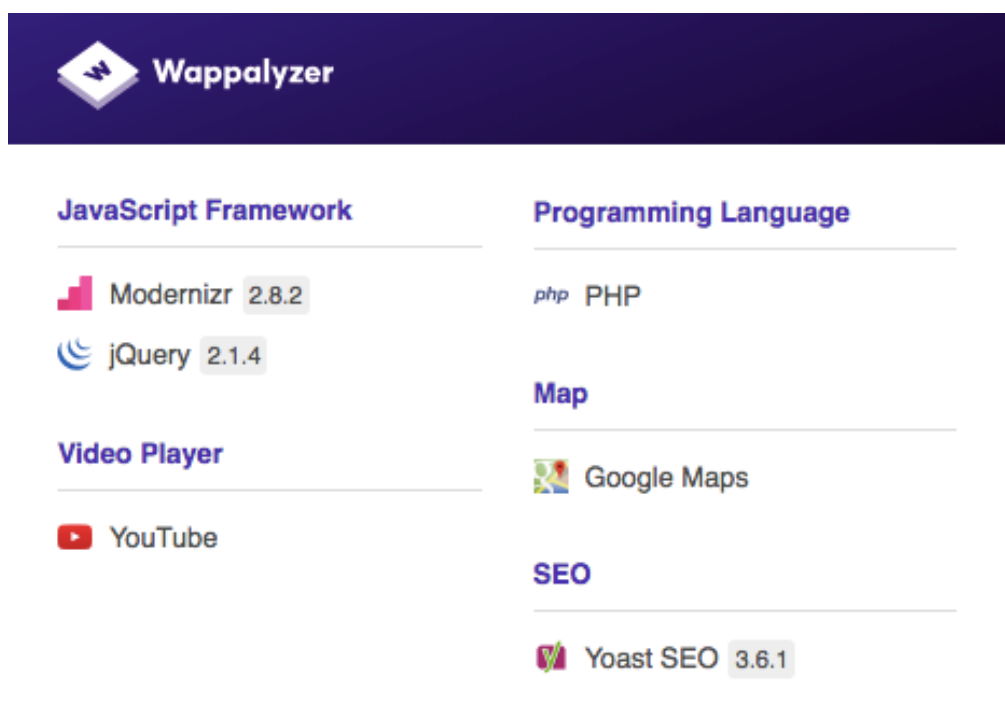 Wappalyzer
JavaScript Framework
Modernizr 2.8.2
jQuery 2.1.4
Video Player
YouTube
Programming Language
php PHP
Map
Google Maps
SEO
Yoast SEO 3.6.1